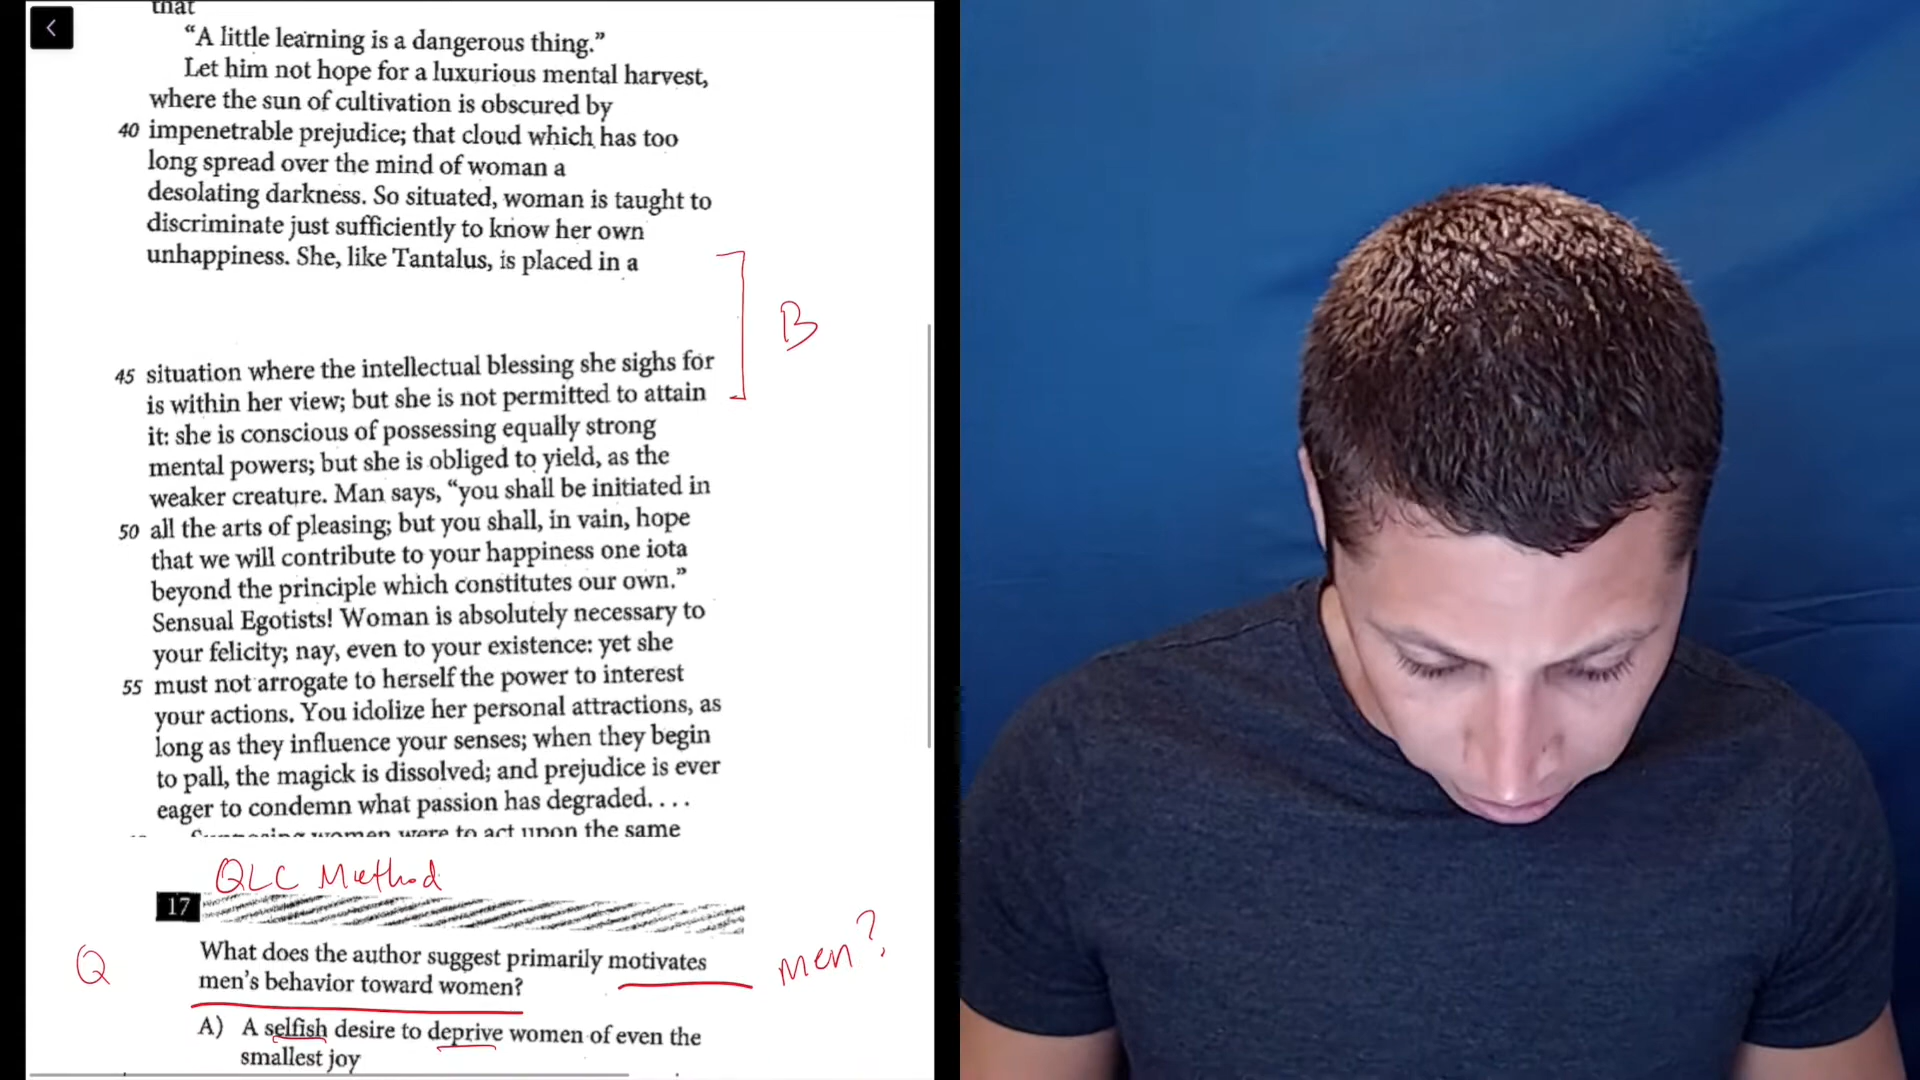 that
“A little learning is a dangerous thing.”
Let him not hope for a luxurious mental harvest,
where the sun of cultivation is obscured by
40 impenetrable prejudice; that cloud which has too
long spread over the mind of woman a
desolating darkness. So situated, woman is taught to
discriminate just sufficiently to know her own
unhappiness. She, like Tantalus, is placed in a
B
45 situation where the intellectual blessing she sighs for
is within her view; but she is not permitted to attain
it: she is conscious of possessing equally strong
mental powers; but she is obliged to yield, as the
weaker creature. Man says, “you shall be initiated in
50 all the arts of pleasing; but you shall, in vain, hope
that we will contribute to your happiness one iota
beyond the principle which constitutes our own.”
Sensual Egotists! Woman is absolutely necessary to
your felicity; nay, even to your existence: yet she
55 must not arrogate to herself the power to interest
your actions. You idolize her personal attractions, as
long as they influence your senses; when they begin
to pall, the magick is dissolved; and prejudice is ever
eager to condemn what passion has degraded. . . .
Supposing women were to act upon the same
QLC Method
17
Q
What does the author suggest primarily motivates
men’s behavior toward women?
men?
A) A selfish desire to deprive women of even the
smallest joy